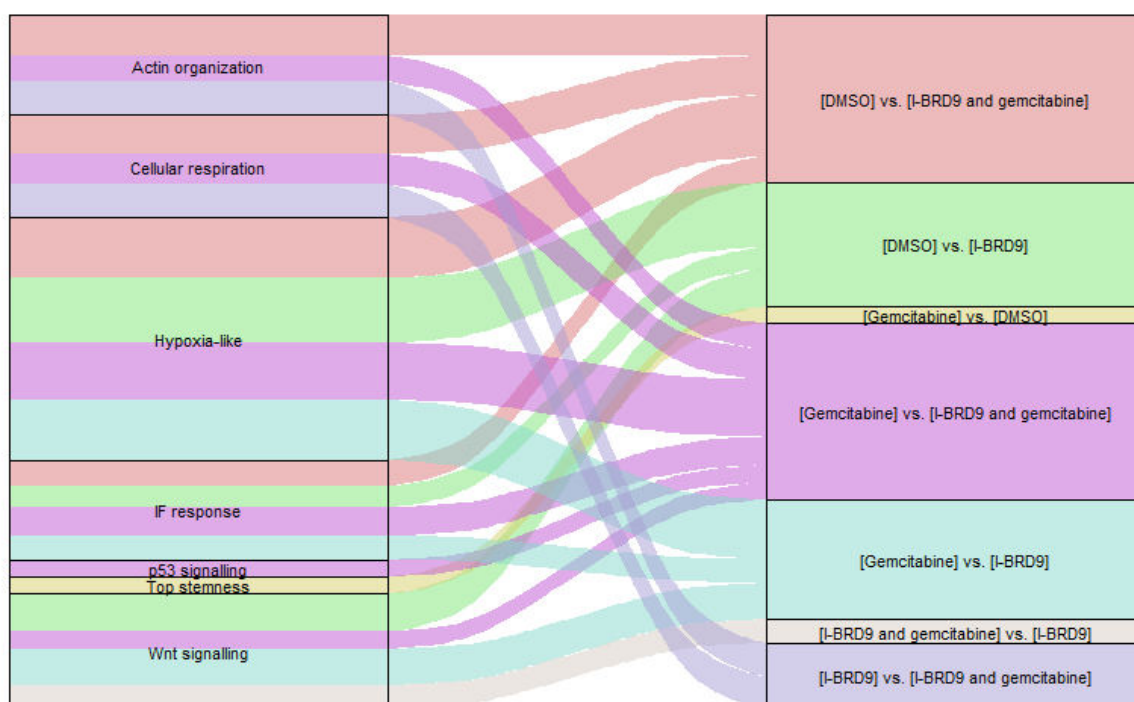 Actin organization
Cellular respiration
Hypoxia-like
IF response
p53 signalling
Top stemness
Wnt signalling
[DMSO] vs. [I-BRD9 and gemcitabine]
[DMSO] vs. [I-BRD9]
[Gemcitabine] vs. [DMSO]
[Gemcitabine] vs. [I-BRD9 and gemcitabine]
[Gemcitabine] vs. [I-BRD9]
[I-BRD9 and gemcitabine] vs. [I-BRD9]
[I-BRD9] vs. [I-BRD9 and gemcitabine]